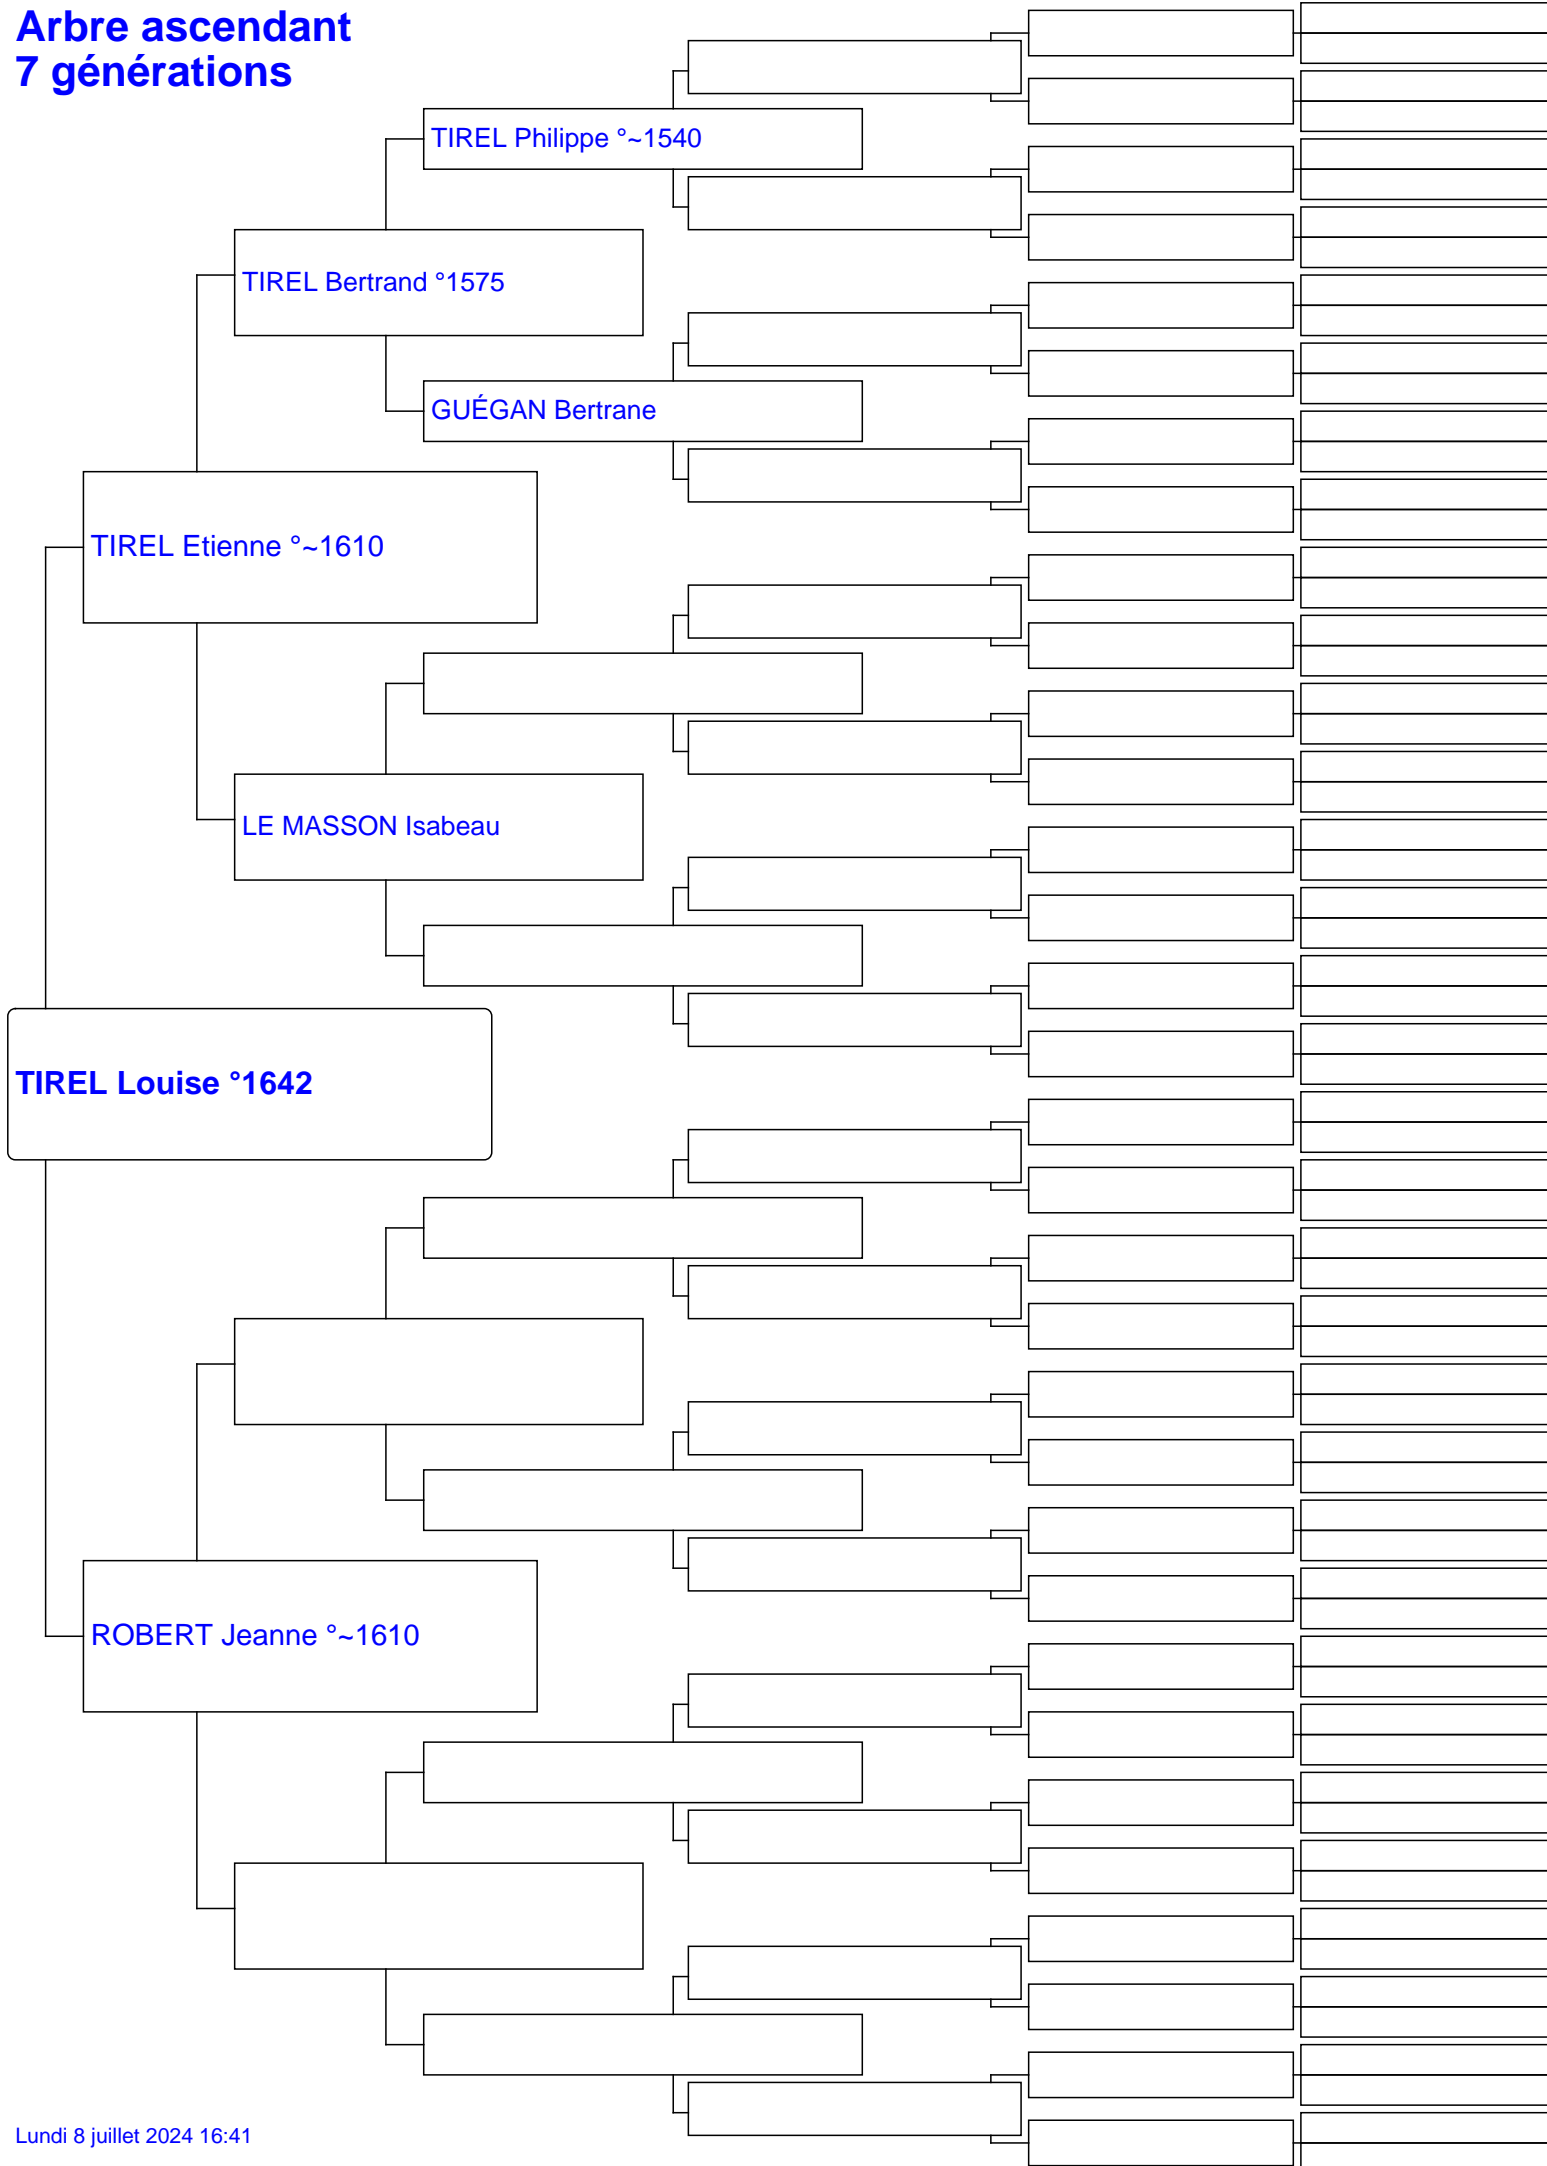 Arbre ascendant
7 générations
TIREL Philippe °~1540
TIREL Bertrand °1575
GUÉGAN Bertrane
TIREL Etienne °~1610
LE MASSON Isabeau
TIREL Louise °1642
ROBERT Jeanne °~1610
Lundi 8 juillet 2024 16:41